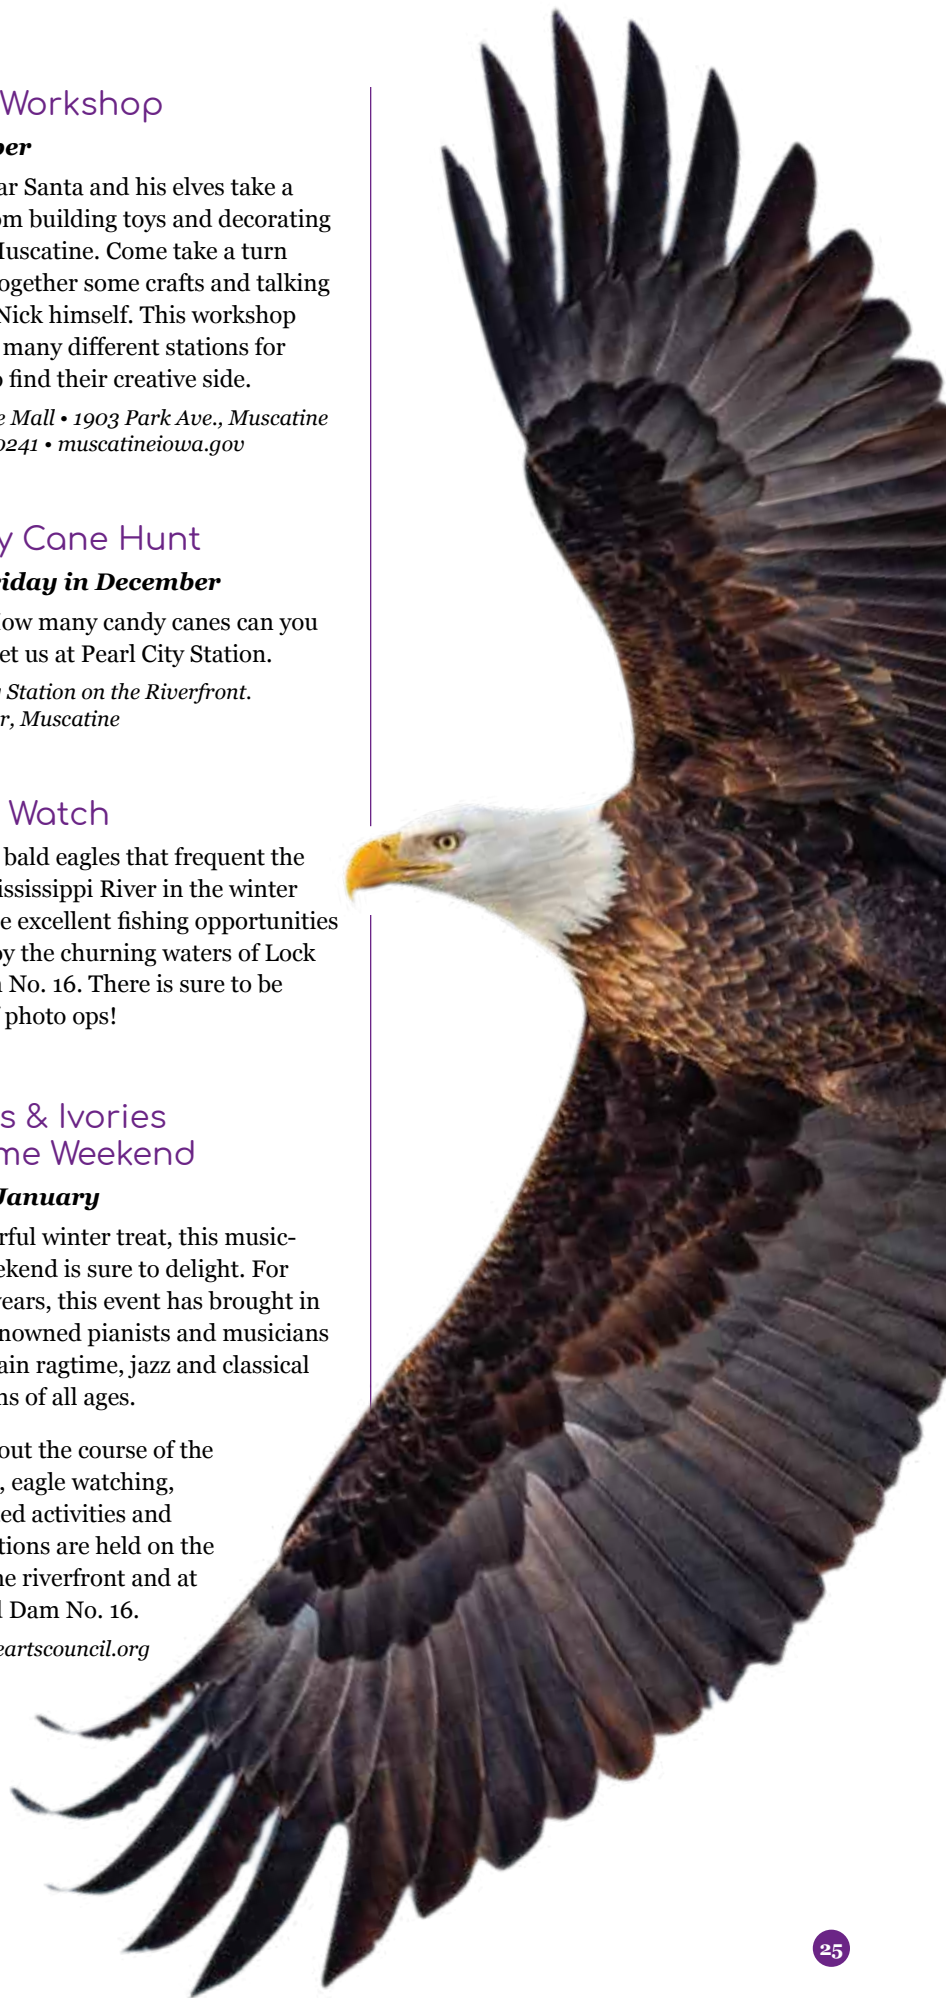 Workshop
ber
ar Santa and his elves take a
om building toys and decorating
Muscatine. Come take a turn
ogether some crafts and talking
Nick himself. This workshop
many different stations for
o find their creative side.
e Mall • 1903 Park Ave., Muscatine
0241 • muscatineiowa.gov
y Cane Hunt
riday in December
How many candy canes can you
et us at Pearl City Station.
Station on the Riverfront.
r, Muscatine
Watch
bald eagles that frequent the
ississippi River in the winter
e excellent fishing opportunities
by the churning waters of Lock
No. 16. There is sure to be
photo ops!
s & Ivories
me Weekend
January
rful winter treat, this music-
ekend is sure to delight. For
years, this event has brought in
nowned pianists and musicians
ain ragtime, jazz and classical
ns of all ages.
out the course of the
, eagle watching,
ed activities and
tions are held on the
ne riverfront and at
d Dam No. 16.
eartscouncil.org
25